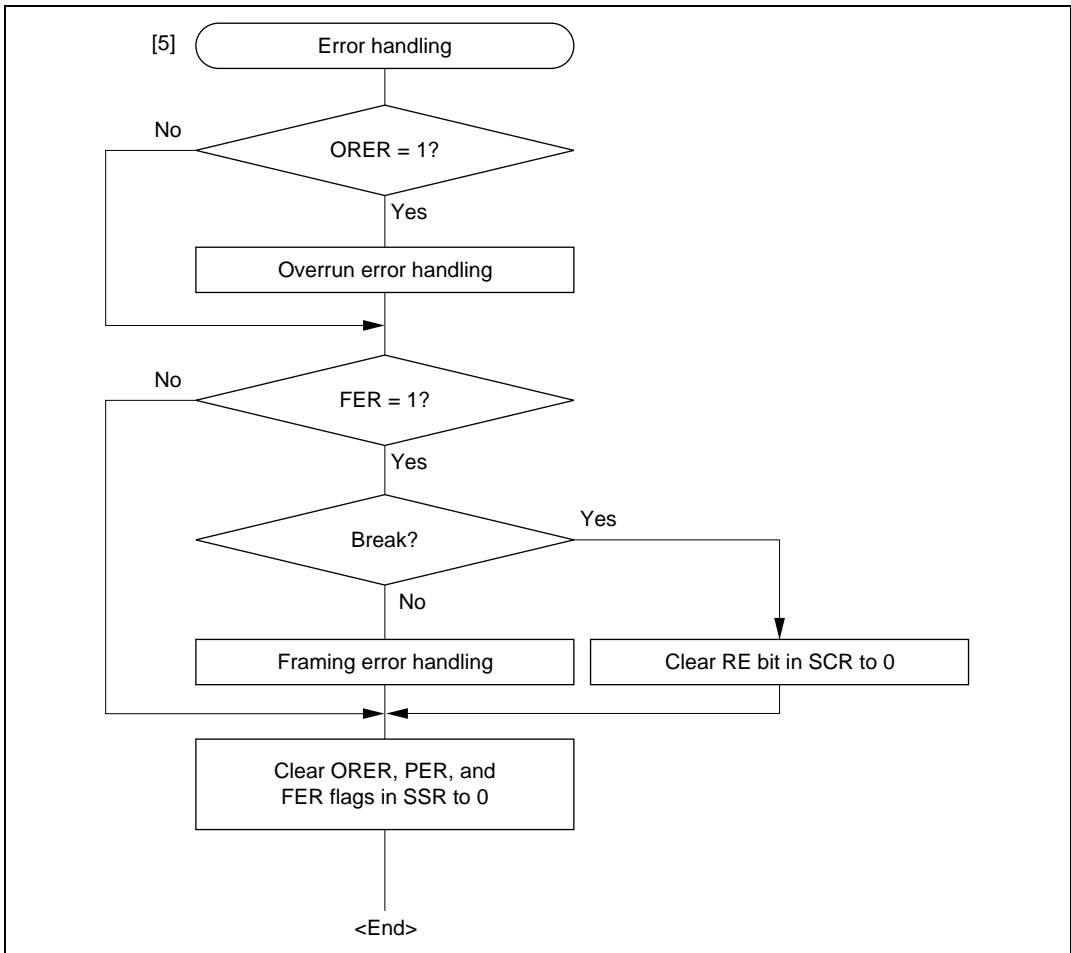 [5] Error handling
No
ORER = 1?
Yes
Overrun error handling
No
FER = 1?
Yes
Break?
Yes
No
Framing error handling
Clear RE bit in SCR to 0
Clear ORER, PER, and
FER flags in SSR to 0
<End>